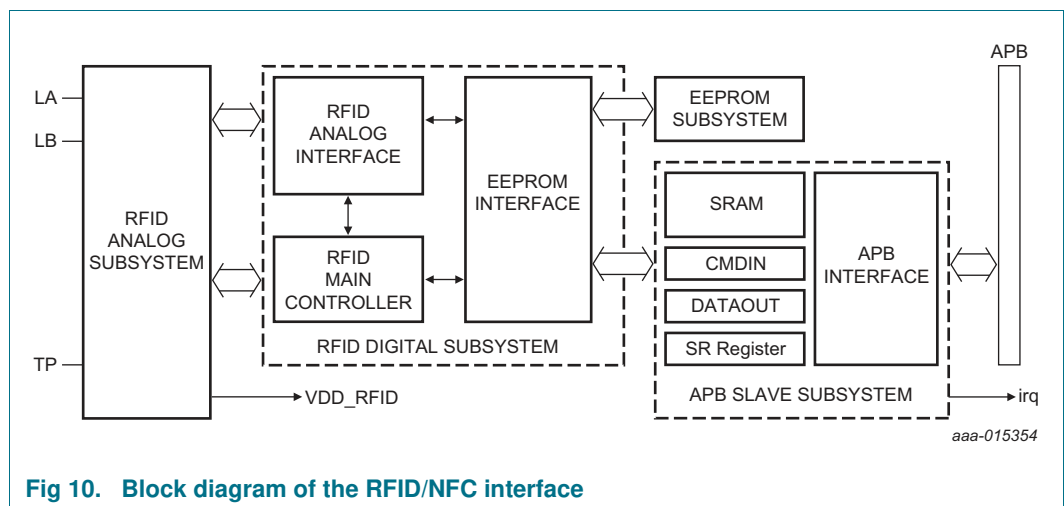 APB
LA
LB
TP
RFID
ANALOG
SUBSYSTEM
RFID
ANALOG
INTERFACE
RFID
MAIN
CONTROLLER
EEPROM
INTERFACE
RFID DIGITAL SUBSYSTEM
VDD_RFID
EEPROM
SUBSYSTEM
SRAM
CMDIN
DATAOUT
SR Register
APB
INTERFACE
APB SLAVE SUBSYSTEM
irq
aaa-015354
Fig 10. Block diagram of the RFID/NFC interface